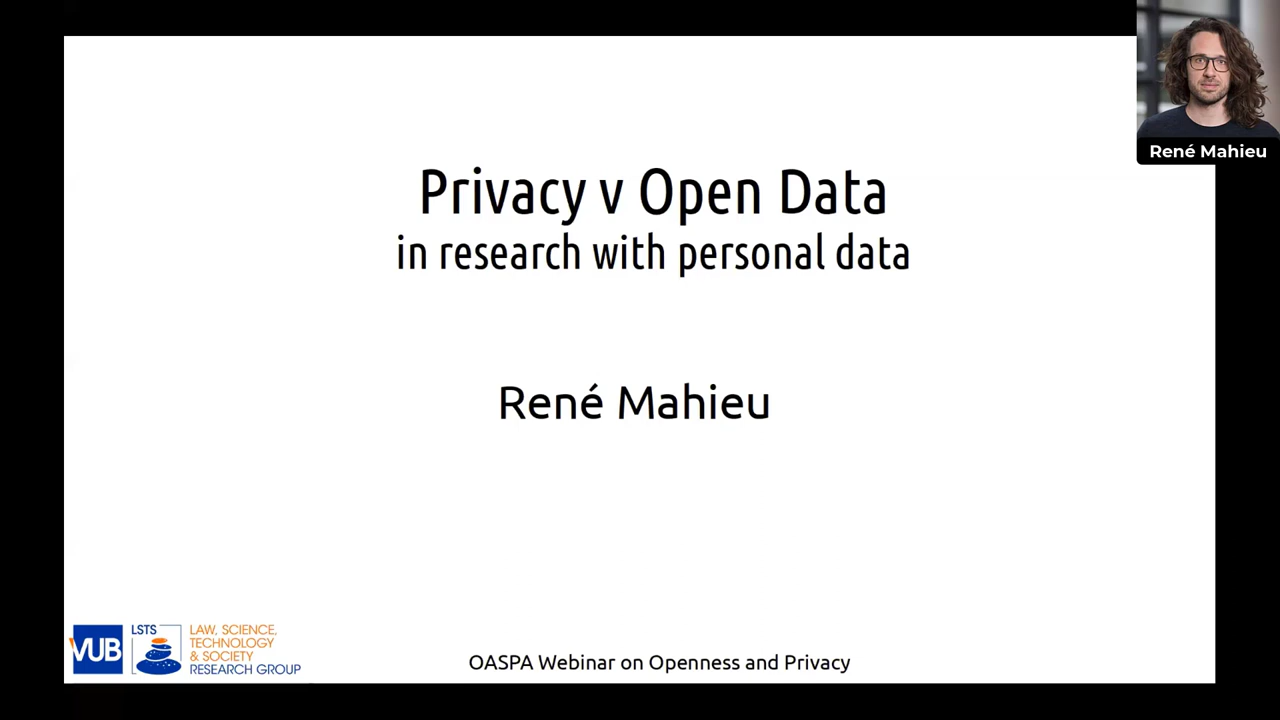 René Mahieu
Privacy v Open Data
in research with personal data
René Mahieu
VUB
LSTS
LAW, SCIENCE,
TECHNOLOGY
& SOCIETY
RESEARCH GROUP
OASPA Webinar on Openness and Privacy